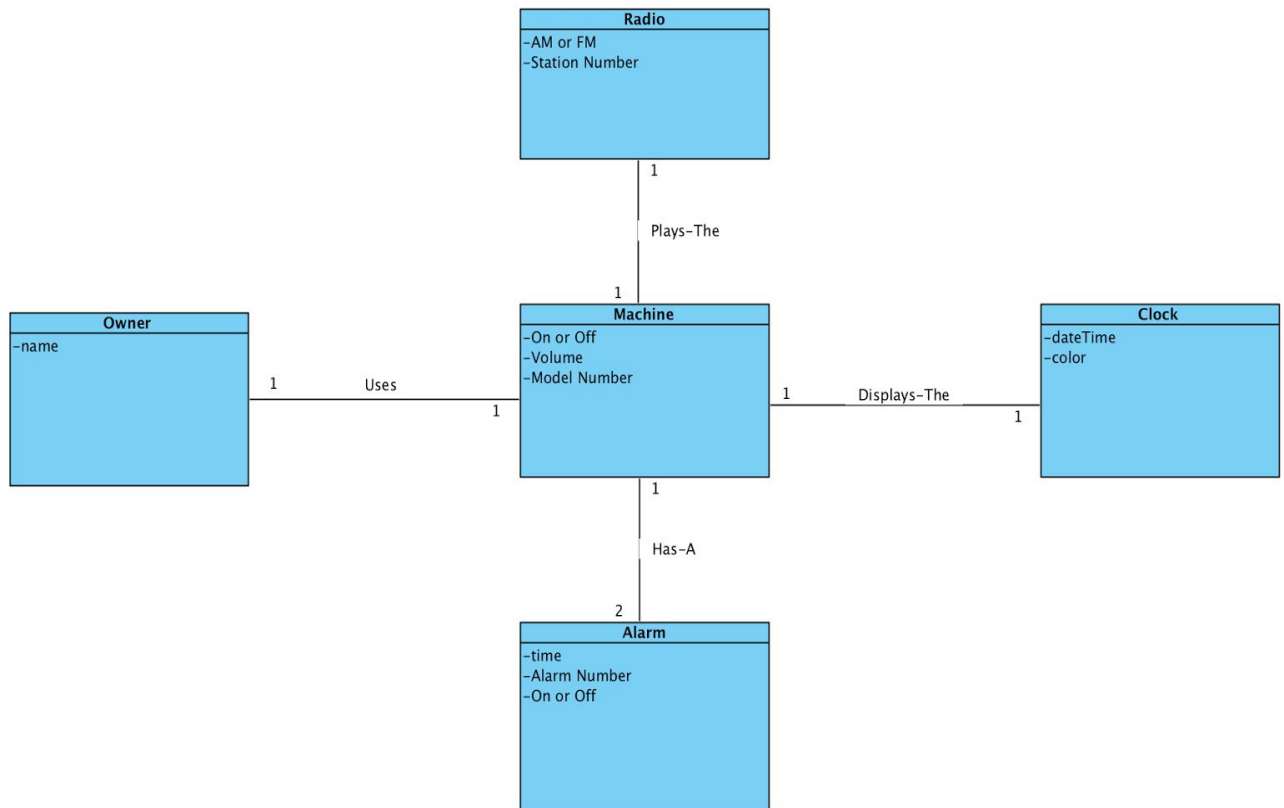 Radio
-AM or FM
-Station Number
1
Plays-The
1
Owner
-name
1
Uses
1
Machine
-On or Off
-Volume
-Model Number
1
Displays-The
1
Clock
-dateTime
-color
1
Has-A
2
Alarm
-time
-Alarm Number
-On or Off